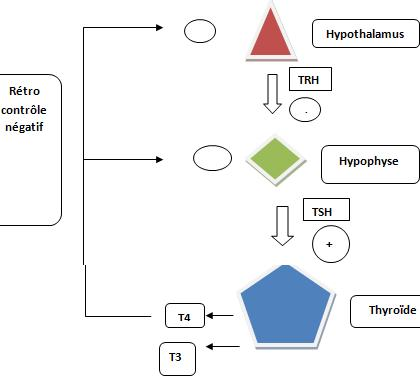 Hypothalamus
Rétro
contrôle
négatif
TRH
.
Hypophyse
TSH
+
Thyroïde
T4
T3